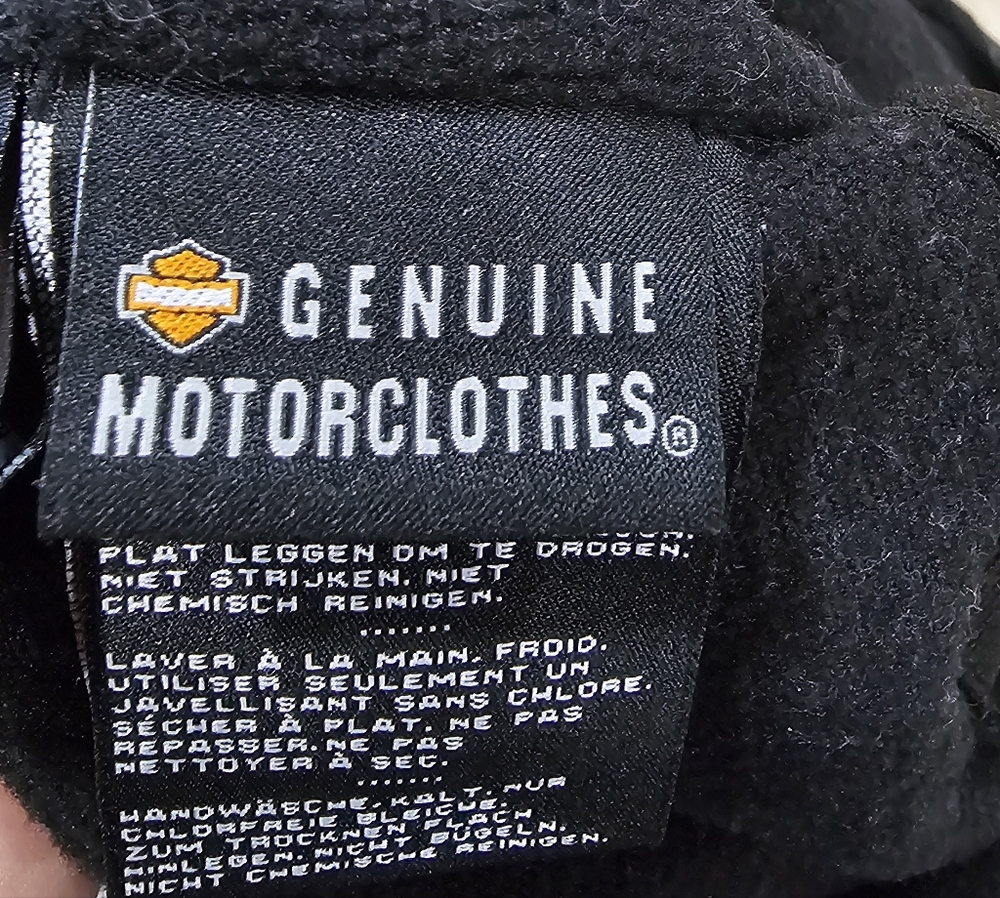 GENUINE
MOTORCLOTHES®
PLAT LEGGEN OM TE DROGEN.
NIET STRIJKEN. NIET
CHEMISCH REINIGEN.
.......
LAVER À LA MAIN. FROID.
UTILISER SEULEMENT UN
JAVELLISANT SANS CHLORE.
SÉCHER À PLAT. NE PAS
REPASSER. NE PAS
NETTOYER À SEC.
.......
HANDWÄSCHE. KALT. NUR
CHLORFREIE BLEICHE.
ZUM TROCKNEN FLACH
HINLEGEN. NICHT BÜGELN.
NICHT CHEMISCHE REINIGEN.